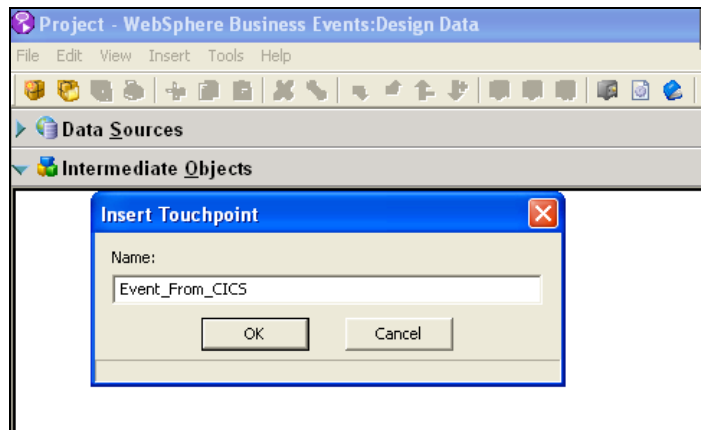 Project - WebSphere Business Events:Design Data
File Edit View Insert Tools Help
Data Sources
Intermediate Objects
Insert Touchpoint
Name:
Event_From_CICS
OK Cancel